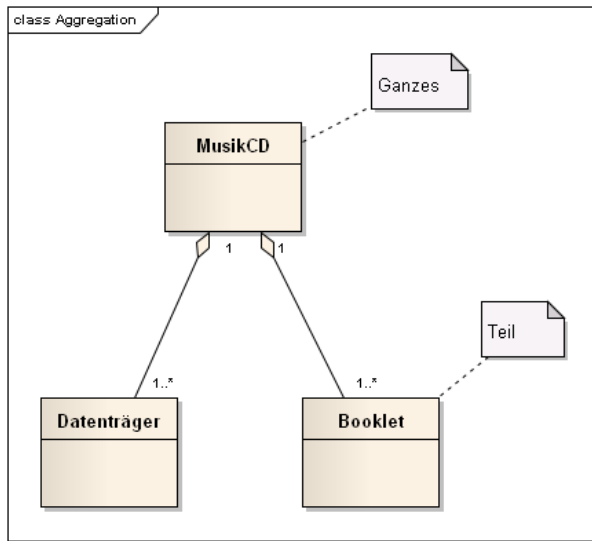 class Aggregation
Ganzes
MusikCD
1
1
Teil
1..*
1..*
Datenträger
Booklet